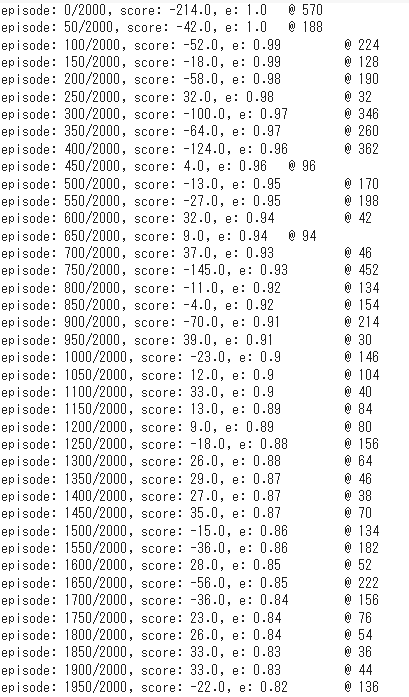 episode: 0/2000, score: -214.0, e: 1.0 @ 570
episode: 50/2000, score: -42.0, e: 1.0 @ 188
episode: 100/2000, score: -52.0, e: 0.99 @ 224
episode: 150/2000, score: -18.0, e: 0.99 @ 128
episode: 200/2000, score: -58.0, e: 0.98 @ 190
episode: 250/2000, score: 32.0, e: 0.98 @ 32
episode: 300/2000, score: -100.0, e: 0.97 @ 346
episode: 350/2000, score: -64.0, e: 0.97 @ 260
episode: 400/2000, score: -124.0, e: 0.96 @ 362
episode: 450/2000, score: 4.0, e: 0.96 @ 96
episode: 500/2000, score: -13.0, e: 0.95 @ 170
episode: 550/2000, score: -27.0, e: 0.95 @ 198
episode: 600/2000, score: 32.0, e: 0.94 @ 42
episode: 650/2000, score: 9.0, e: 0.94 @ 94
episode: 700/2000, score: 37.0, e: 0.93 @ 46
episode: 750/2000, score: -145.0, e: 0.93 @ 452
episode: 800/2000, score: -11.0, e: 0.92 @ 134
episode: 850/2000, score: -4.0, e: 0.92 @ 154
episode: 900/2000, score: -70.0, e: 0.91 @ 214
episode: 950/2000, score: 39.0, e: 0.91 @ 30
episode: 1000/2000, score: -23.0, e: 0.9 @ 146
episode: 1050/2000, score: 12.0, e: 0.9 @ 104
episode: 1100/2000, score: 33.0, e: 0.9 @ 40
episode: 1150/2000, score: 13.0, e: 0.89 @ 84
episode: 1200/2000, score: 9.0, e: 0.89 @ 80
episode: 1250/2000, score: -18.0, e: 0.88 @ 156
episode: 1300/2000, score: 26.0, e: 0.88 @ 64
episode: 1350/2000, score: 29.0, e: 0.87 @ 46
episode: 1400/2000, score: 27.0, e: 0.87 @ 38
episode: 1450/2000, score: 35.0, e: 0.87 @ 70
episode: 1500/2000, score: -15.0, e: 0.86 @ 134
episode: 1550/2000, score: -36.0, e: 0.86 @ 182
episode: 1600/2000, score: 28.0, e: 0.85 @ 52
episode: 1650/2000, score: -56.0, e: 0.85 @ 222
episode: 1700/2000, score: -36.0, e: 0.84 @ 156
episode: 1750/2000, score: 23.0, e: 0.84 @ 76
episode: 1800/2000, score: 26.0, e: 0.84 @ 54
episode: 1850/2000, score: 33.0, e: 0.83 @ 36
episode: 1900/2000, score: 33.0, e: 0.83 @ 44
episode: 1950/2000, score: -22.0, e: 0.82 @ 136